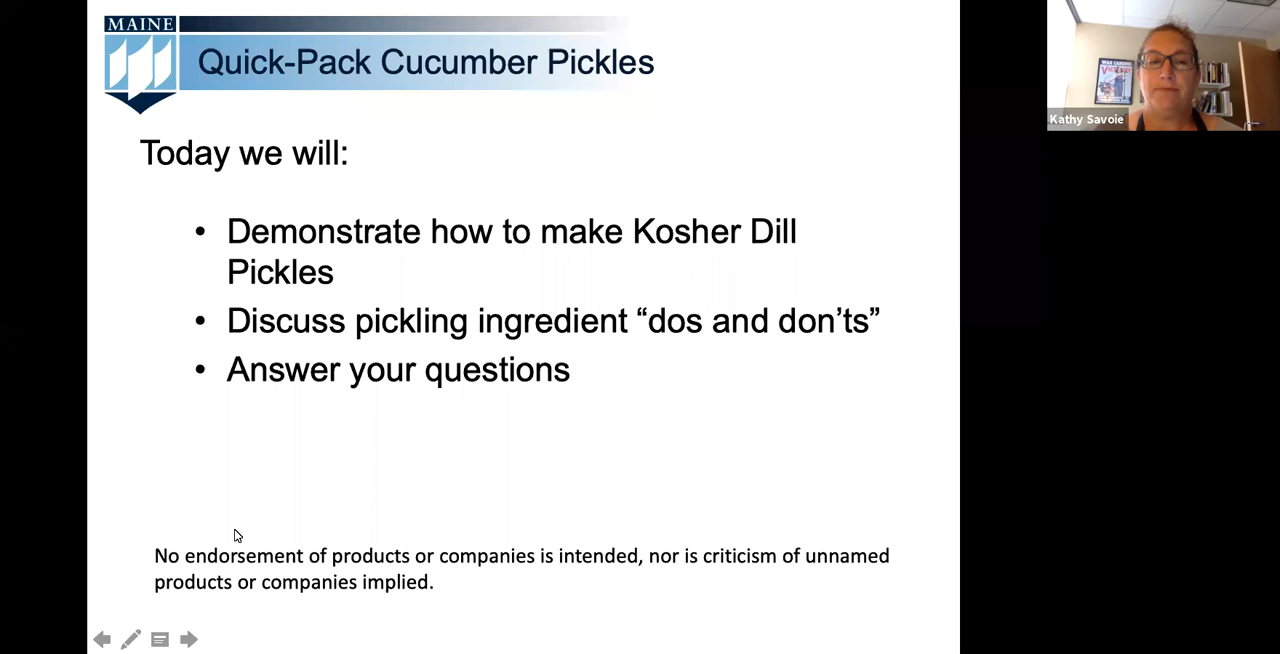 MAINE
Quick-Pack Cucumber Pickles
Today we will:
• Demonstrate how to make Kosher Dill
Pickles
• Discuss pickling ingredient “dos and don’ts”
• Answer your questions
No endorsement of products or companies is intended, nor is criticism of unnamed
products or companies implied.
Kathy Savoie